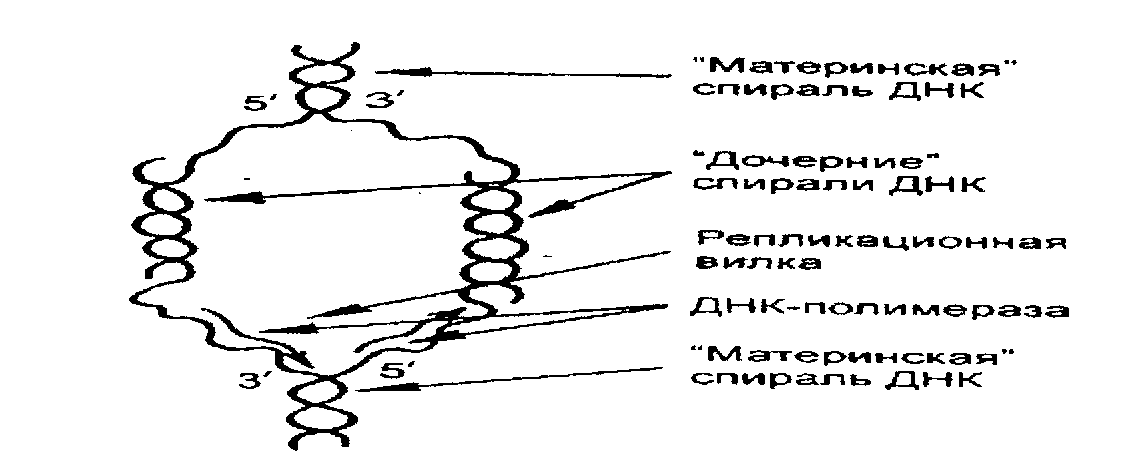 "Материнская"
спираль ДНК
5′ 3′
"Дочерние"
спирали ДНК
Репликационная
вилка
ДНК-полимераза
"Материнская"
спираль ДНК
3′ 5′